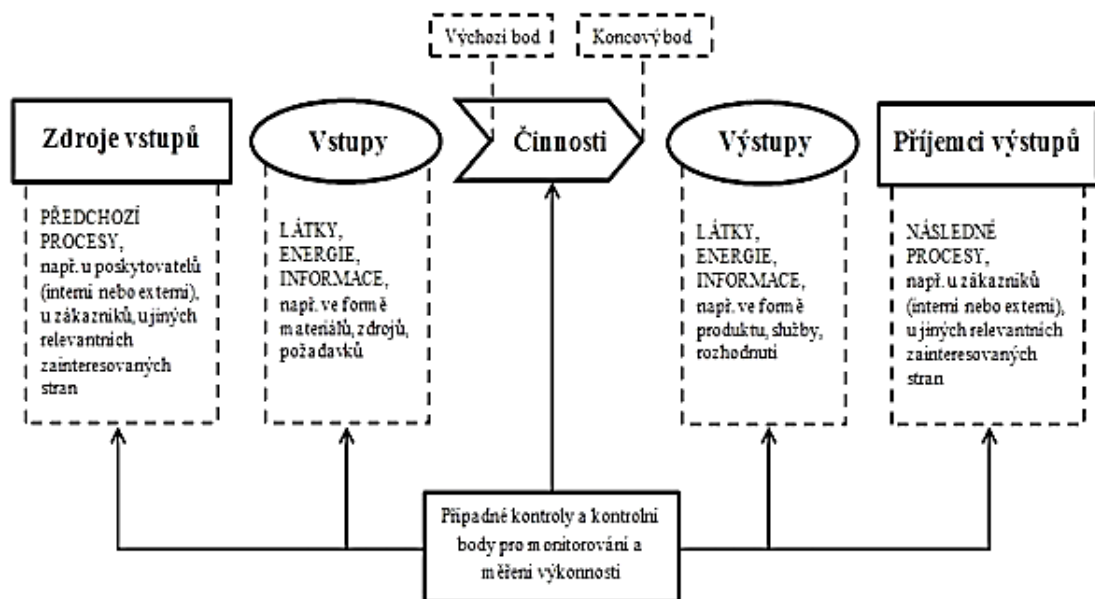 Výchozí bod
Koncový bod
Zdroje vstupů
Vstupy
Činnosti
Výstupy
Příjemci výstupů
PŘEDCHOZÍ
PROCESY,
např. u poskytovatelů
(interní nebo externí),
u zákazníků, u jiných
relevantních
zainteresovaných
stran
LÁTKY,
ENERGIE,
INFORMACE,
např. ve formě
materiálů, zdrojů,
požadavků
LÁTKY,
ENERGIE,
INFORMACE,
např. ve formě
produktu, služby,
rozhodnutí
NÁSLEDNÉ
PROCESY,
např. u zákazníků
(interní nebo externí),
u jiných relevantních
zainteresovaných
stran
Případné kontroly a kontrolní
body pro monitorování a
měření výkonnosti